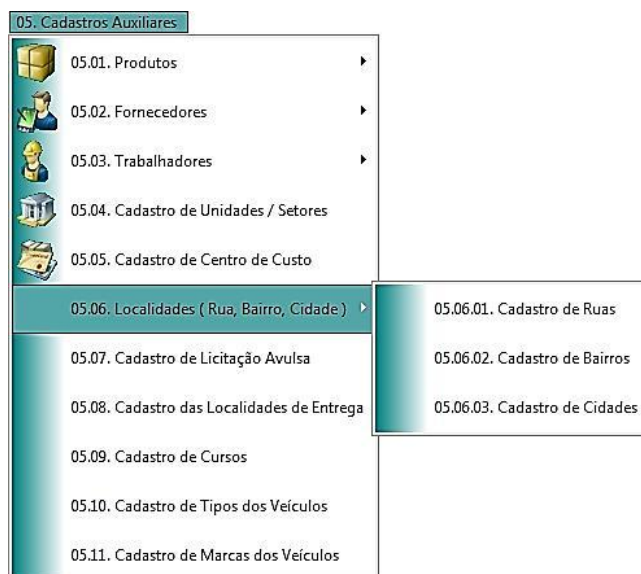 05. Cadastros Auxiliares
05.01. Produtos
05.02. Fornecedores
05.03. Trabalhadores
05.04. Cadastro de Unidades / Setores
05.05. Cadastro de Centro de Custo
05.06. Localidades ( Rua, Bairro, Cidade )
05.06.01. Cadastro de Ruas
05.06.02. Cadastro de Bairros
05.06.03. Cadastro de Cidades
05.07. Cadastro de Licitação Avulsa
05.08. Cadastro das Localidades de Entrega
05.09. Cadastro de Cursos
05.10. Cadastro de Tipos dos Veículos
05.11. Cadastro de Marcas dos Veículos